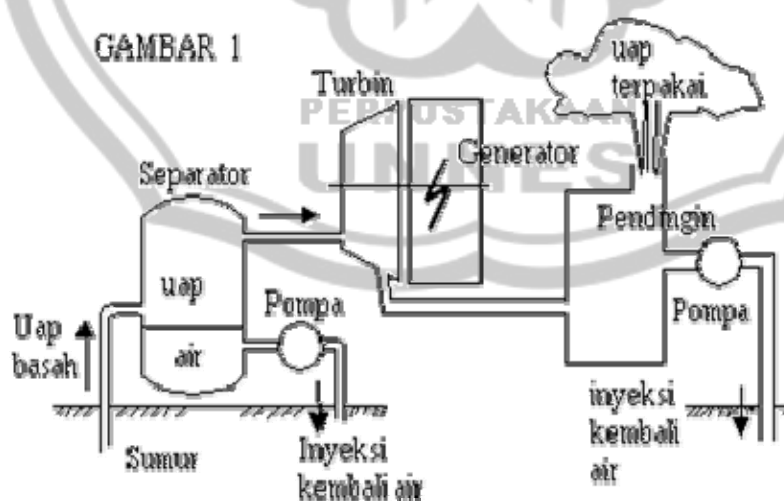 GAMBAR 1
uap
terpakai
Turbin
PERPUSTAKAAN
UNNES
Generator
Separator
Pendingin
uap
Pompa
Pompa
Uap
basah
air
inyeksi
kembali
air
Sumur
Inyeksi
kembali air